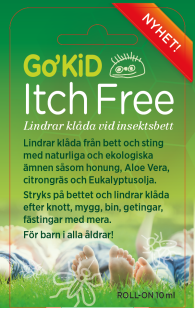 NYHET!
Go'KiD
Itch Free
Lindrar klåda vid insektsbett
Lindrar klåda från bett och sting
med naturliga och ekologiska
ämnen såsom honung, Aloe Vera,
citrongräs och Eukalyptusolja.
Stryks på bettet och lindrar klåda
efter knott, mygg, bin, getingar,
fästingar med mera.
För barn i alla åldrar!
ROLL-ON 10 ml